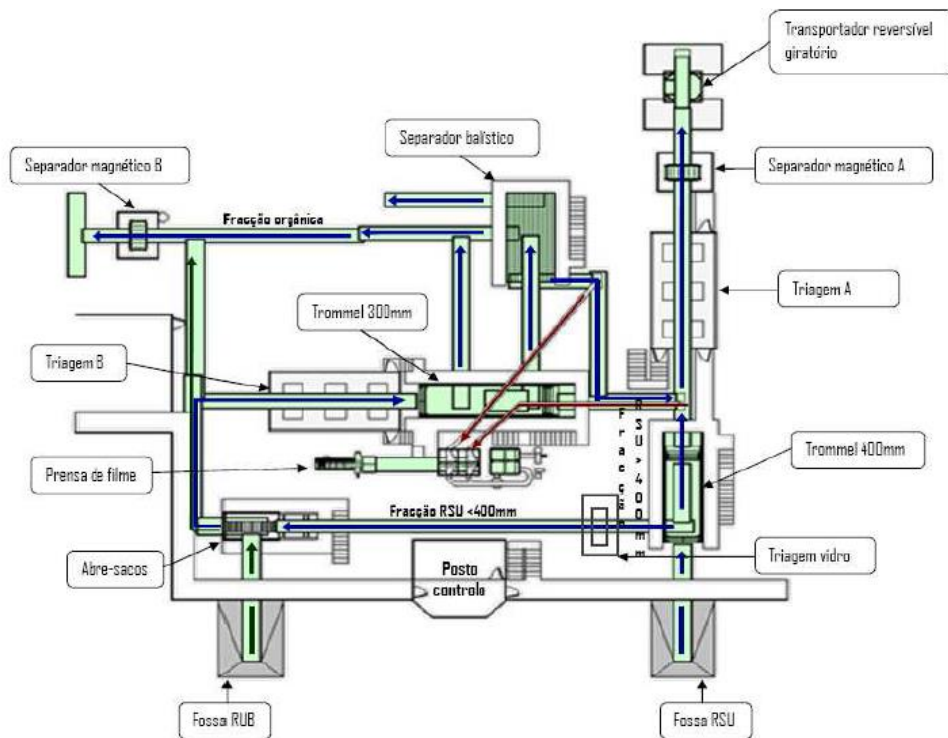 Transportador reversível
giratório
Separador balístico
Separador magnético B
Separador magnético A
Fracção orgânica
Triagem A
Trommel 300mm
Triagem B
Fracção
RSU>400mm
Trommel 400mm
Prensa de filme
Fracção RSU <400mm
Abre-sacos
Posto
controlo
Triagem vidro
Fossa RUB
Fossa RSU